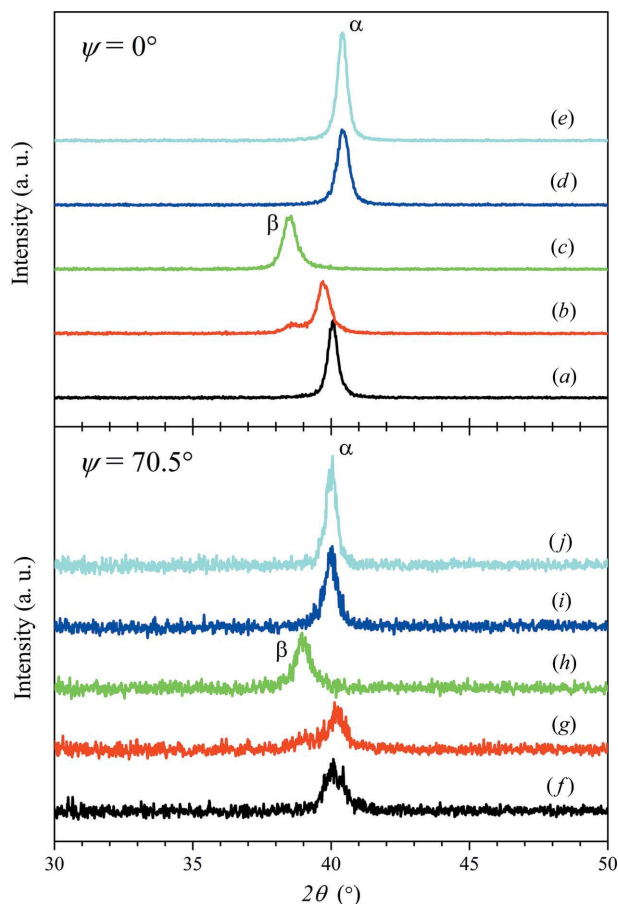 α
ψ = 0°
(e)
(d)
β
(c)
(b)
(a)
Intensity (a. u.)
α
ψ = 70.5°
(j)
(i)
β
(h)
(g)
(f)
Intensity (a. u.)
30 35 40 45 50
2θ (°)